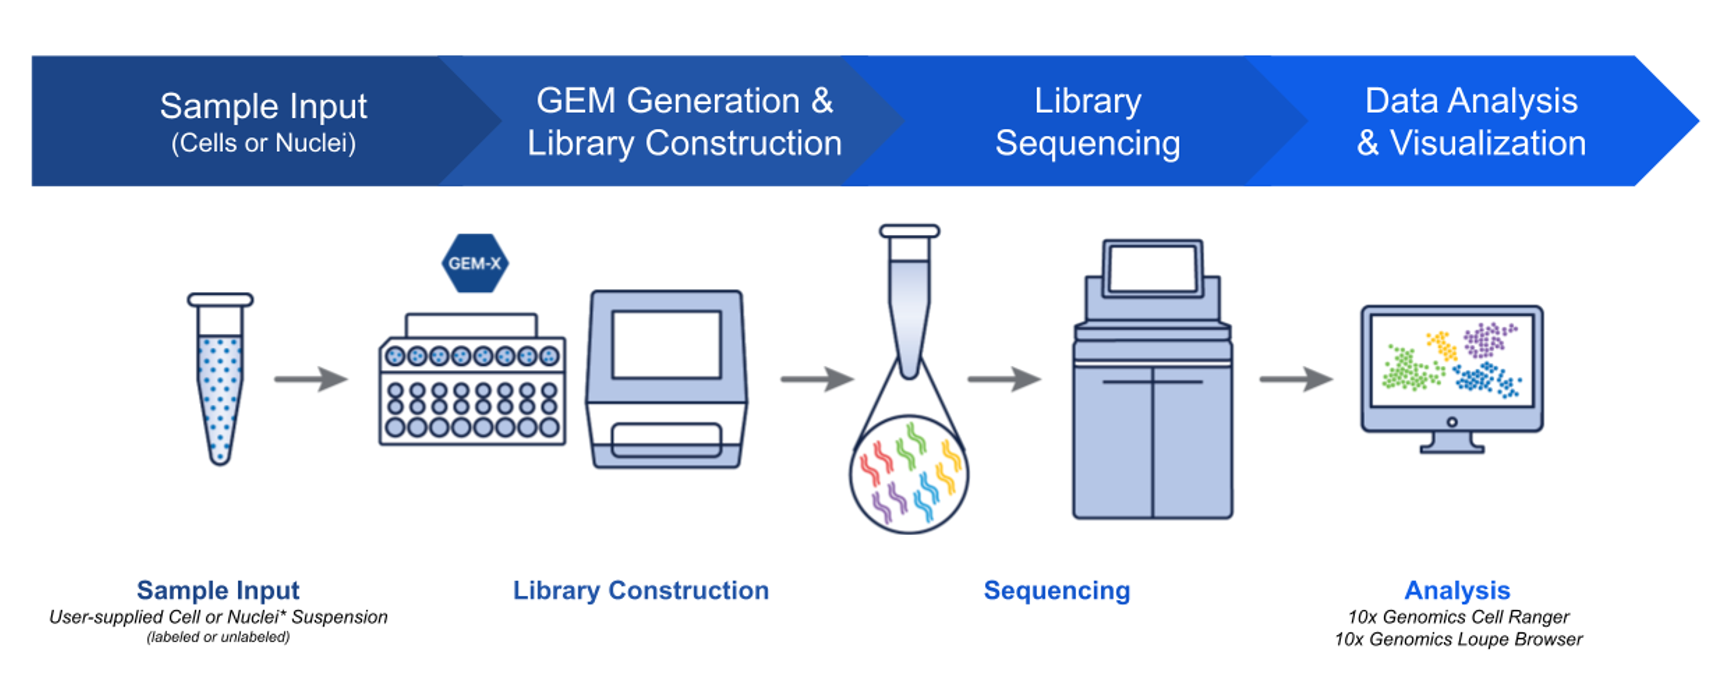 Sample Input
(Cells or Nuclei)
GEM Generation &
Library Construction
Library
Sequencing
Data Analysis
& Visualization
GEM-X
Sample Input
User-supplied Cell or Nuclei* Suspension
(labeled or unlabeled)
Library Construction
Sequencing
Analysis
10x Genomics Cell Ranger
10x Genomics Loupe Browser